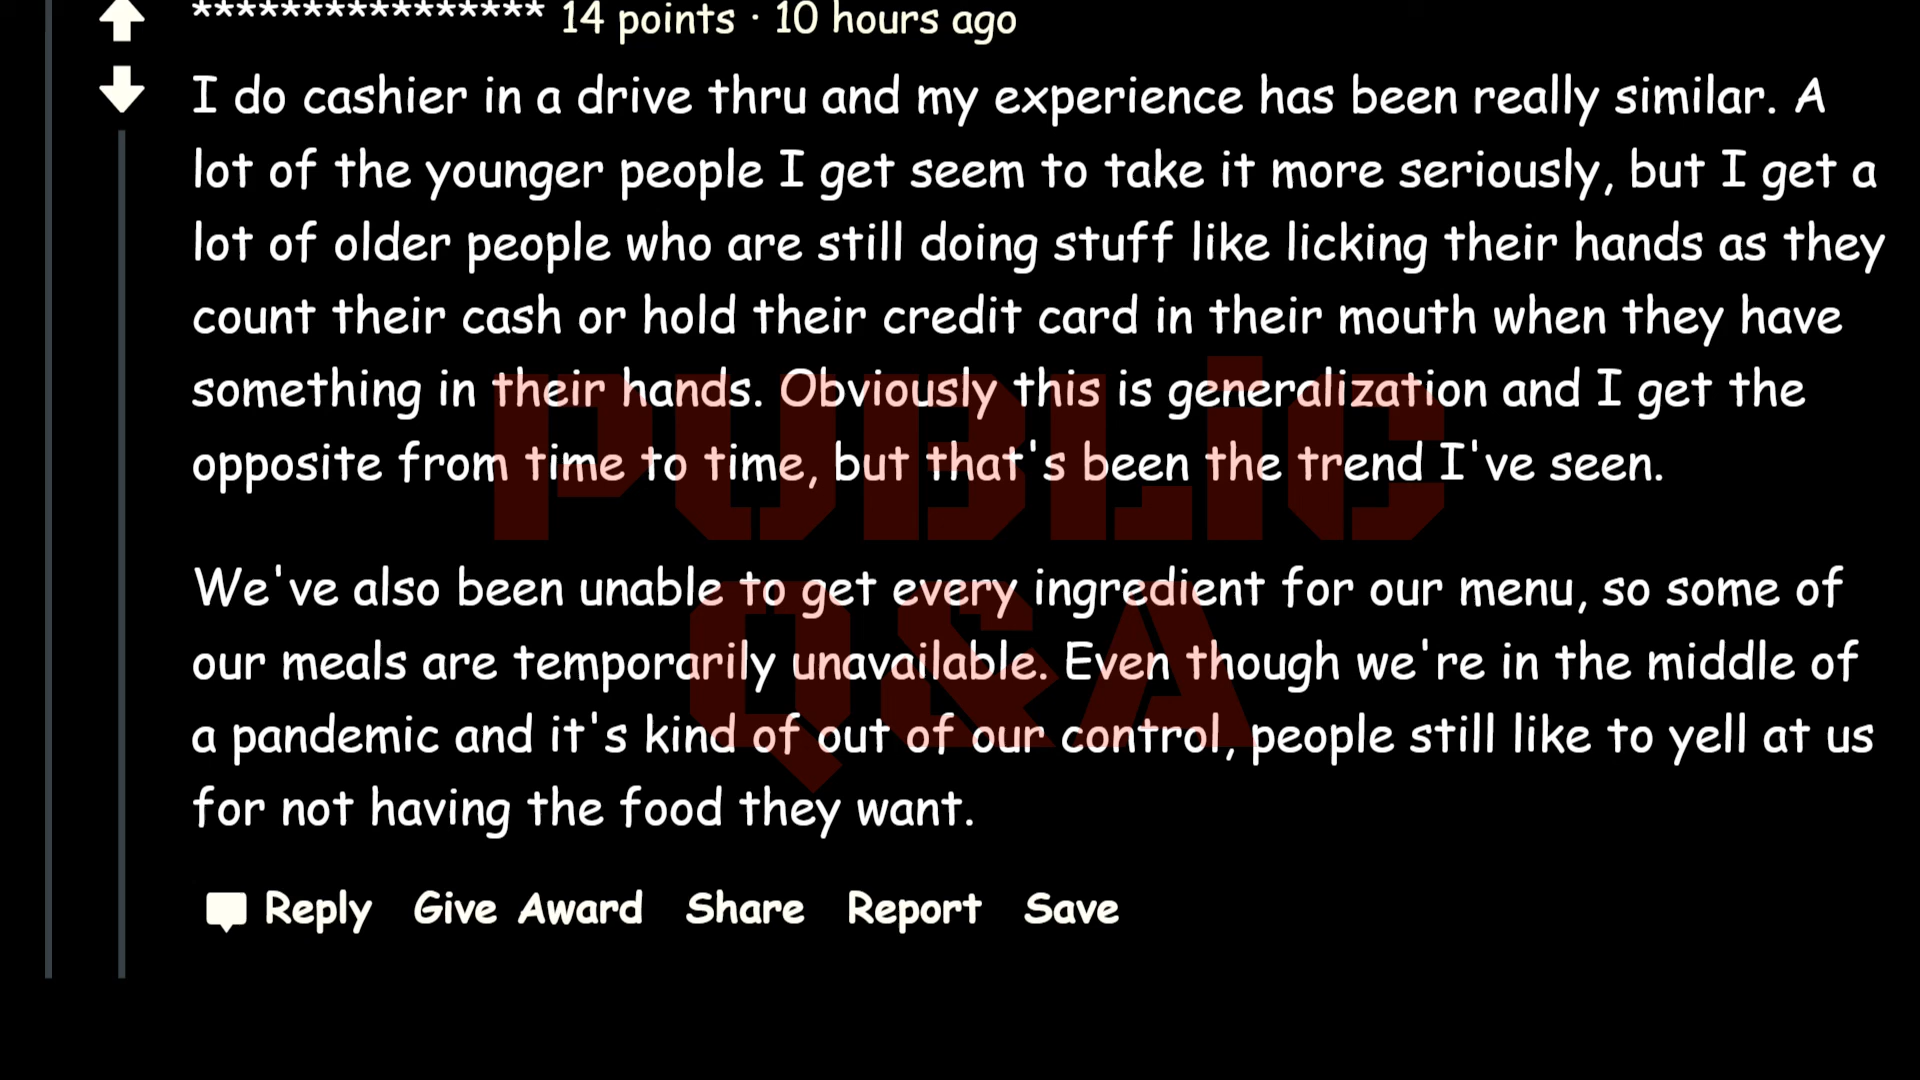 **************** 14 points · 10 hours ago
I do cashier in a drive thru and my experience has been really similar. A
lot of the younger people I get seem to take it more seriously, but I get a
lot of older people who are still doing stuff like licking their hands as they
count their cash or hold their credit card in their mouth when they have
something in their hands. Obviously this is generalization and I get the
opposite from time to time, but that's been the trend I've seen.
We've also been unable to get every ingredient for our menu, so some of
our meals are temporarily unavailable. Even though we're in the middle of
a pandemic and it's kind of out of our control, people still like to yell at us
for not having the food they want.
Reply Give Award Share Report Save
PUBLiC
Q&A